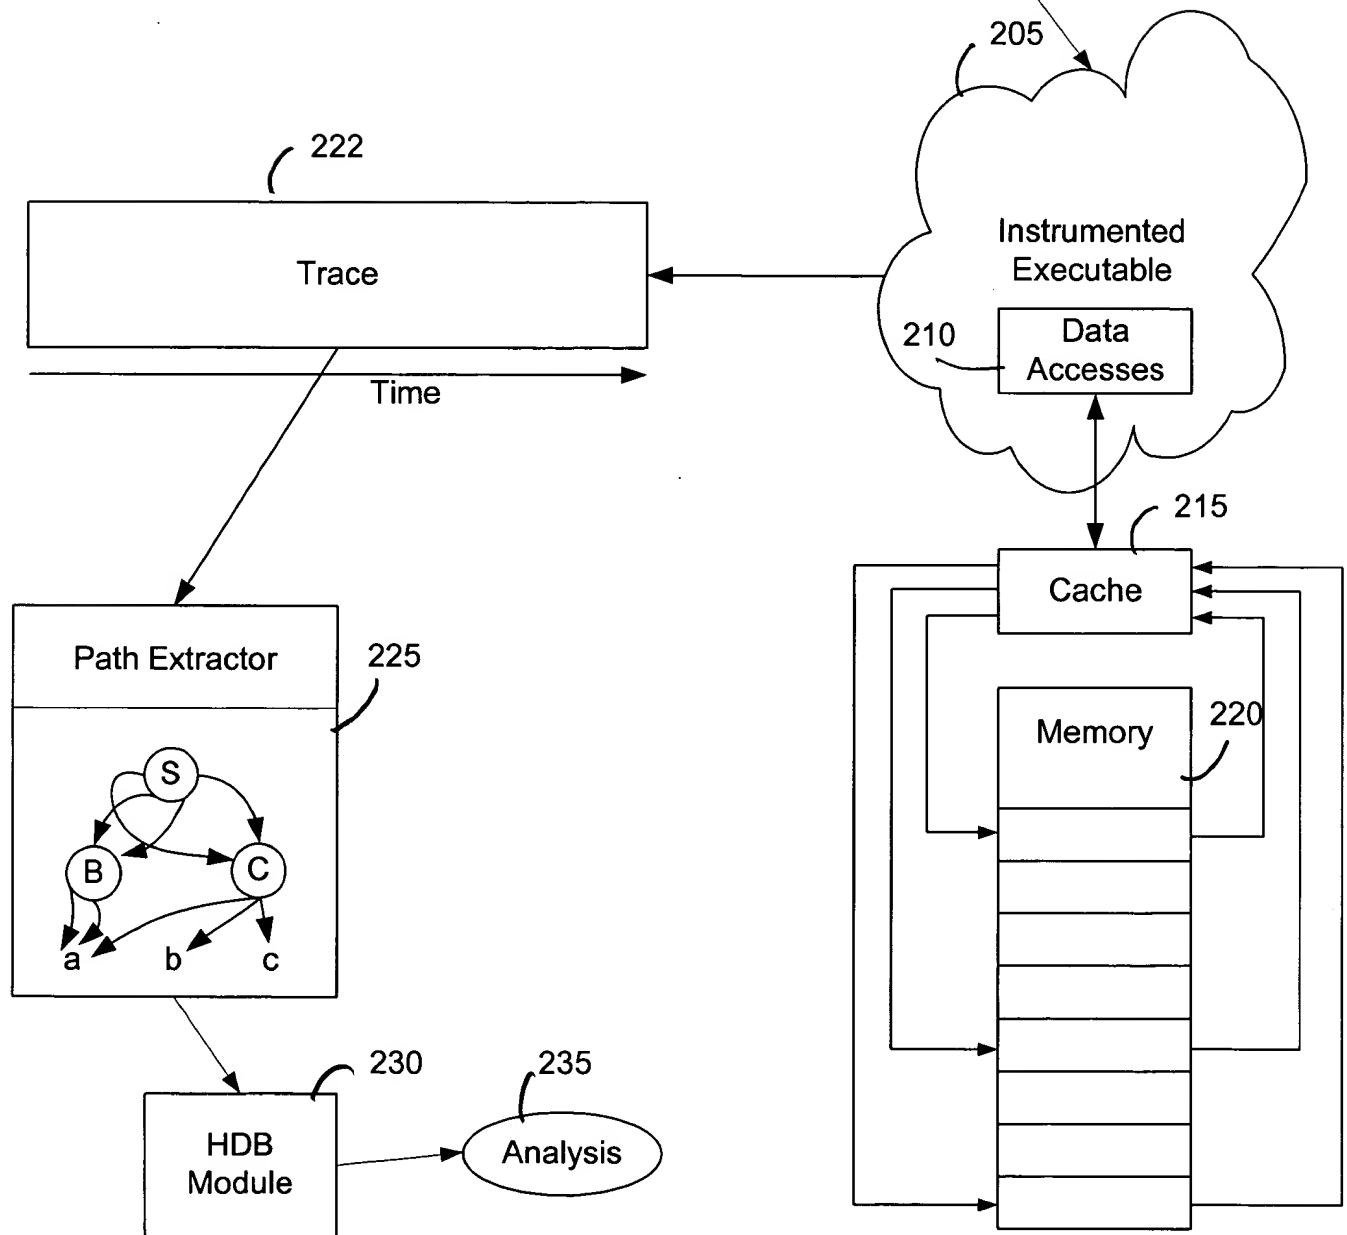 205
222
Instrumented
Executable
Trace
210
Data
Accesses
Time
215
Cache
Path Extractor
225
220
Memory
S
B
C
a
b
c
230
235
HDB
Module
Analysis